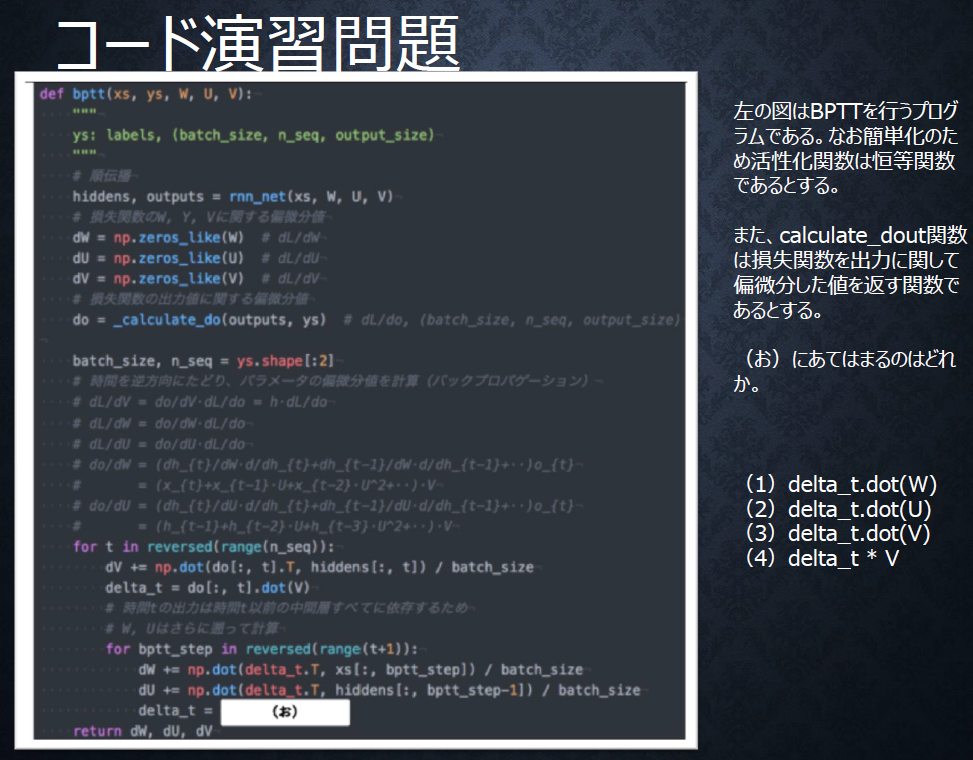 コード演習問題
def bptt(xs, ys, W, U, V):
"""
ys: labels, (batch_size, n_seq, output_size)
"""
# 順伝播
hiddens, outputs = rnn_net(xs, W, U, V)
# 損失関数のW, Y, Vに関する偏微分値
dW = np.zeros_like(W)  # dL/dW
dU = np.zeros_like(U)  # dL/dU
dV = np.zeros_like(V)  # dL/dV
# 損失関数の出力値に関する偏微分値
do = _calculate_do(outputs, ys)  # dL/do, (batch_size, n_seq, output_size)
batch_size, n_seq = ys.shape[:2]
# 時間を逆方向にたどり、パラメータの偏微分値を計算（バックプロパゲーション）
# dL/dV = do/dV·dL/do = h·dL/do
# dL/dW = do/dW·dL/do
# dL/dU = do/dU·dL/do
# do/dW = (dh_{t}/dW·d/dh_{t}+dh_{t-1}/dW·d/dh_{t-1}+··)o_{t}
#       = (x_{t}+x_{t-1}·U+x_{t-2}·U^2+··)·V
# do/dU = (dh_{t}/dU·d/dh_{t}+dh_{t-1}/dU·d/dh_{t-1}+··)o_{t}
#       = (h_{t-1}+h_{t-2}·U+h_{t-3}·U^2+··)·V
for t in reversed(range(n_seq)):
dV += np.dot(do[:, t].T, hiddens[:, t]) / batch_size
delta_t = do[:, t].dot(V)
# 時間tの出力は時間t以前の中間層すべてに依存するため
# W, Uはさらに遡って計算
for bptt_step in reversed(range(t+1)):
dW += np.dot(delta_t.T, xs[:, bptt_step]) / batch_size
dU += np.dot(delta_t.T, hiddens[:, bptt_step-1]) / batch_size
delta_t = （お）
return dW, dU, dV
左の図はBPTTを行うプログ
ラムである。なお簡単化のた
め活性化関数は恒等関数
であるとする。
また、calculate_dout関数
は損失関数を出力に関して
偏微分した値を返す関数で
あるとする。
（お）にあてはまるのはどれ
か。
（1）delta_t.dot(W)
（2）delta_t.dot(U)
（3）delta_t.dot(V)
（4）delta_t * V